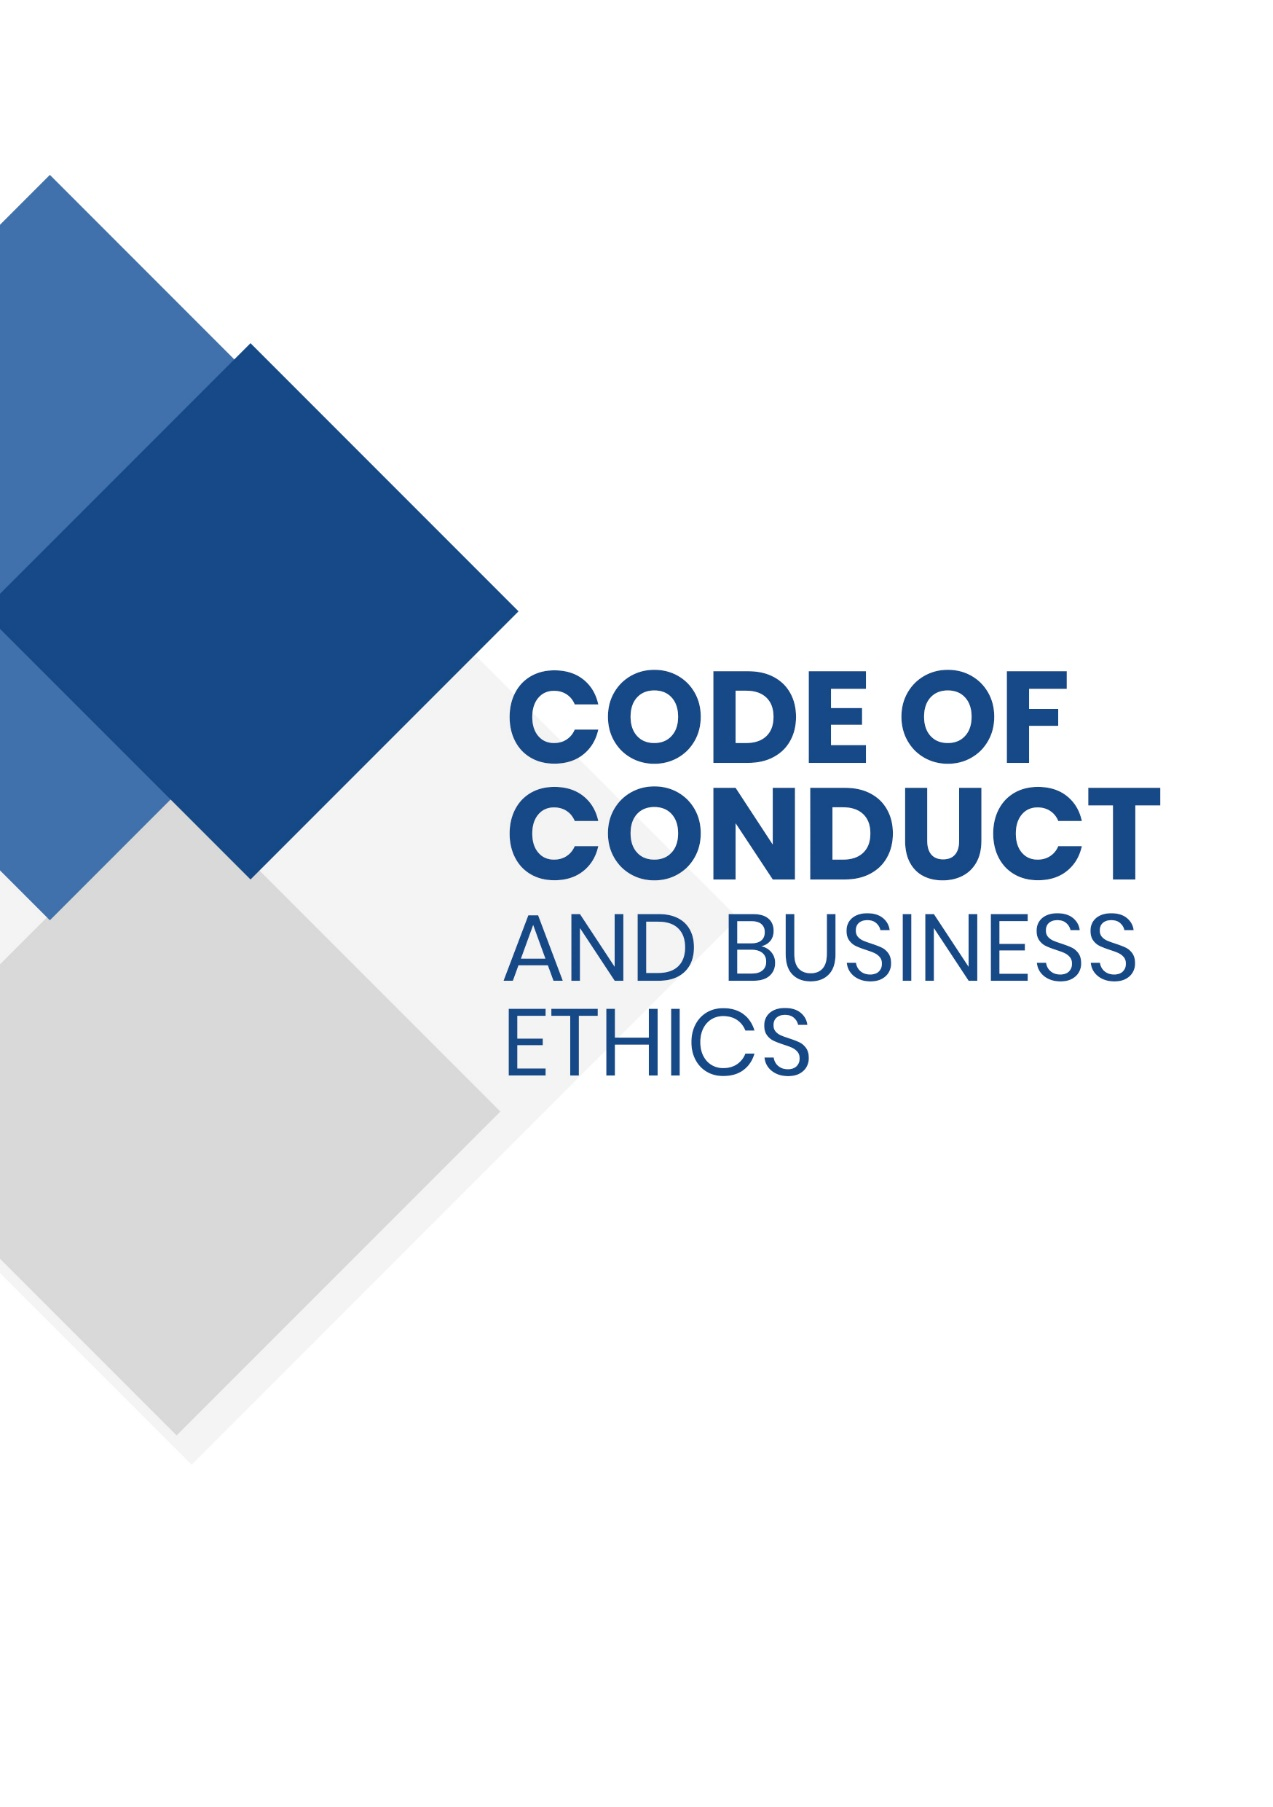 CODE OF
CONDUCT
AND BUSINESS
ETHICS